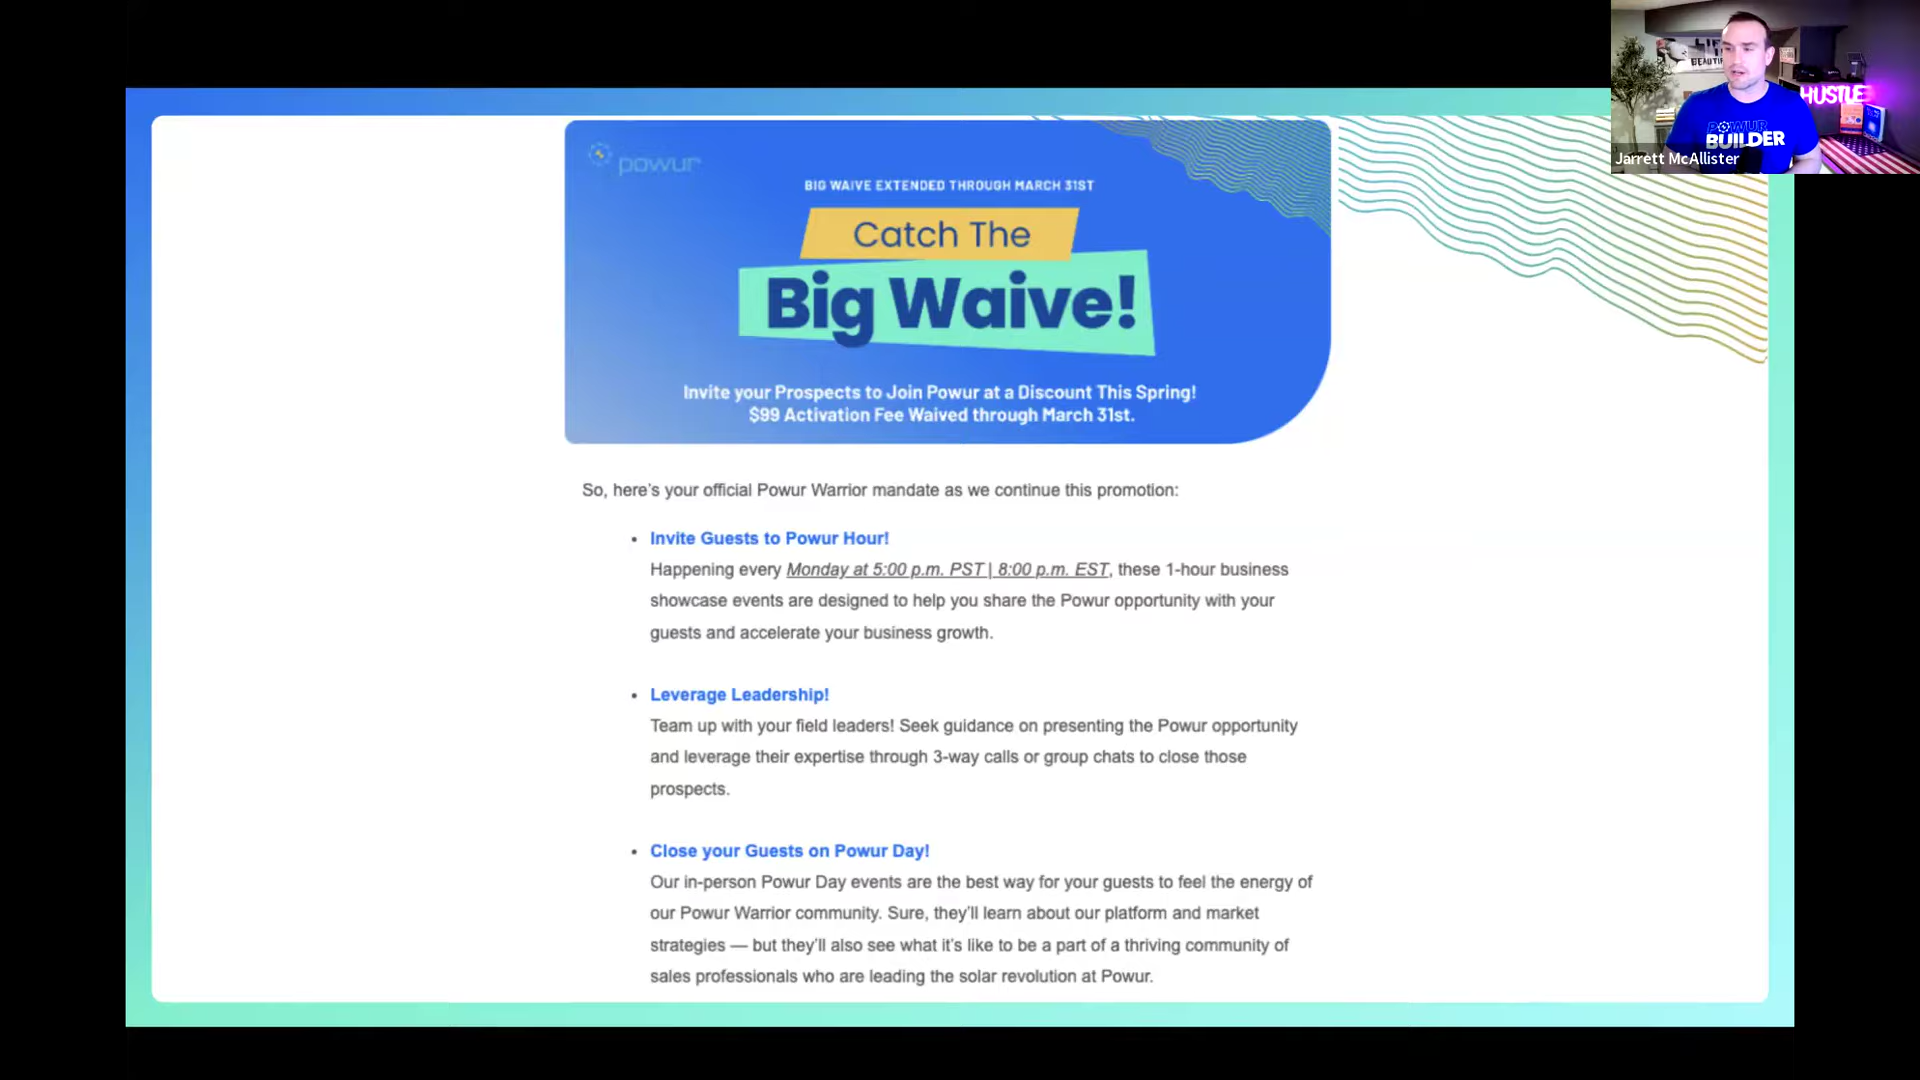 powur
BIG WAIVE EXTENDED THROUGH MARCH 31ST
Catch The
Big Waive!
Invite your Prospects to Join Powur at a Discount This Spring!
$99 Activation Fee Waived through March 31st.
So, here's your official Powur Warrior mandate as we continue this promotion:
• Invite Guests to Powur Hour!
Happening every Monday at 5:00 p.m. PST | 8:00 p.m. EST, these 1-hour business
showcase events are designed to help you share the Powur opportunity with your
guests and accelerate your business growth.
• Leverage Leadership!
Team up with your field leaders! Seek guidance on presenting the Powur opportunity
and leverage their expertise through 3-way calls or group chats to close those
prospects.
• Close your Guests on Powur Day!
Our in-person Powur Day events are the best way for your guests to feel the energy of
our Powur Warrior community. Sure, they'll learn about our platform and market
strategies — but they'll also see what it's like to be a part of a thriving community of
sales professionals who are leading the solar revolution at Powur.
HUSTLE
POWUR
BUILDER
Jarrett McAllister